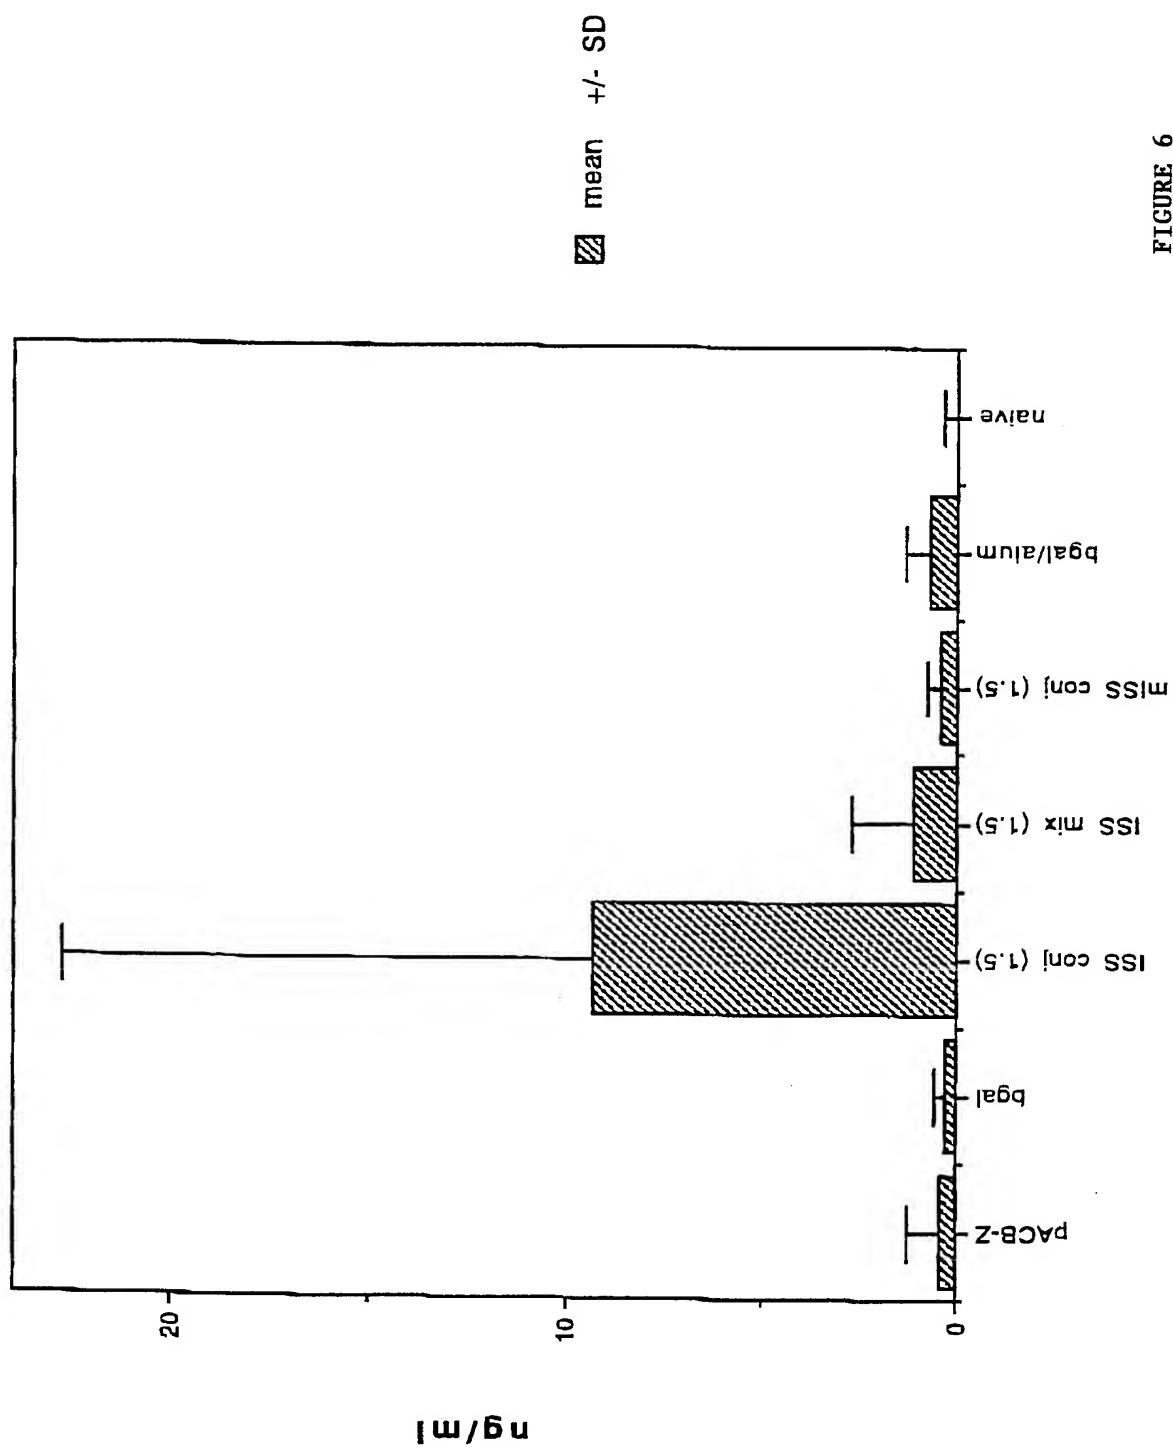 ng/ml
20
10
0
pACB-Z
bgal
ISS conj (1.5)
ISS mix (1.5)
mISS conj (1.5)
bgal/alum
naive
mean +/- SD
FIGURE 6